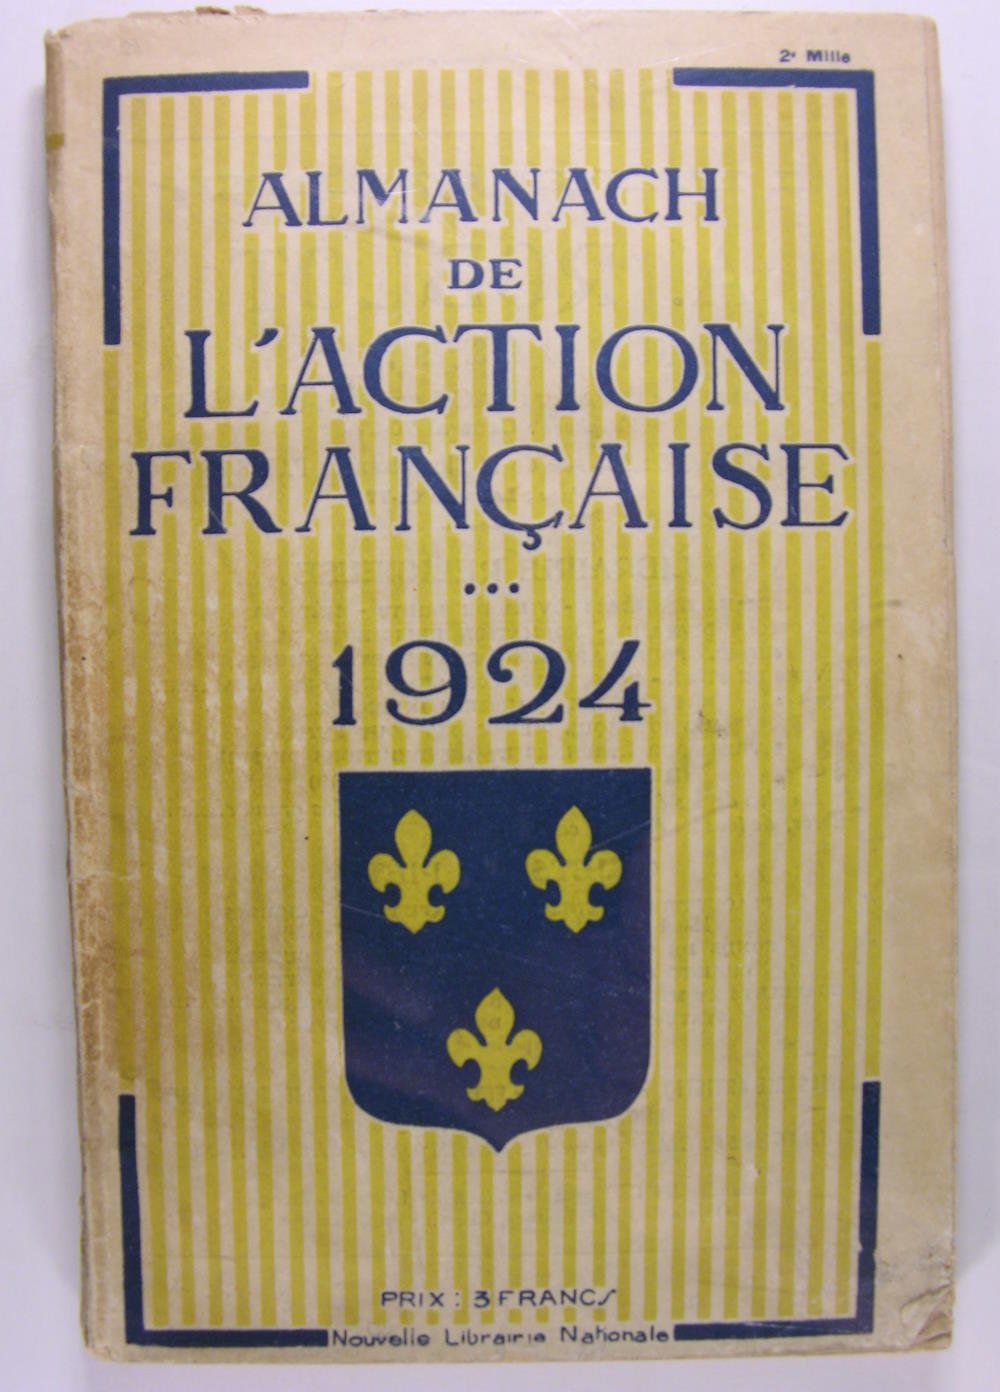 2e Mille
ALMANACH
DE
L'ACTION
FRANÇAISE
...
1924
PRIX : 3 FRANCS
Nouvelle Librairie Nationale